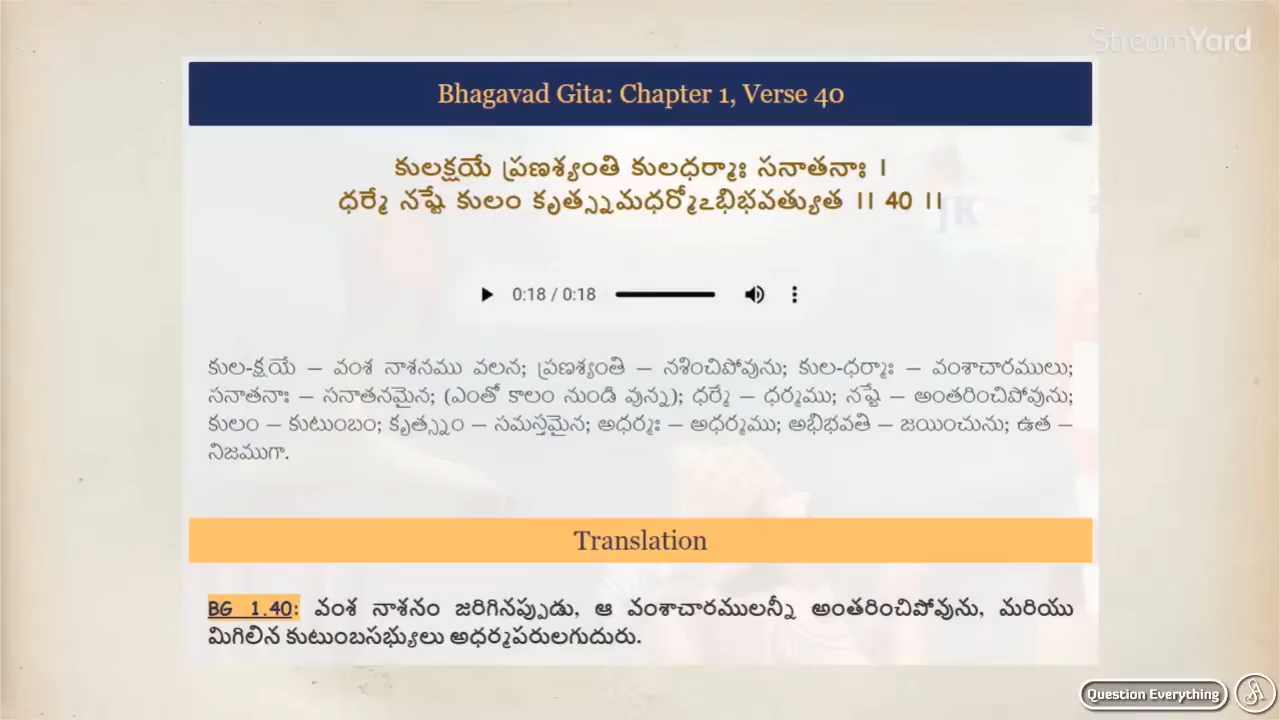 StreamYard
Bhagavad Gita: Chapter 1, Verse 40
కులక్షయే ప్రణశ్యంతి కులధర్మాః సనాతనాః ।
ధర్మే నష్టే కులం కృత్స్నమధర్మోఽభిభవత్యుత ।। 40 ।।
JK
0:18 / 0:18
కుల-క్షయే — వంశ నాశనము వలన; ప్రణశ్యంతి — నశించిపోవును; కుల-ధర్మాః — వంశాచారములు;
సనాతనాః — సనాతనమైన; (ఎంతో కాలం నుండి వున్న); ధర్మే — ధర్మము; నష్టే — అంతరించిపోవును;
కులం — కుటుంబం; కృత్స్నం — సమస్తమైన; అధర్మః — అధర్మము; అభిభవతి — జయించును; ఉత —
నిజముగా.
Translation
BG 1.40: వంశ నాశనం జరిగినప్పుడు, ఆ వంశాచారములన్నీ అంతరించిపోవును, మరియు
మిగిలిన కుటుంబసభ్యులు అధర్మపరులగుదురు.
Question Everything